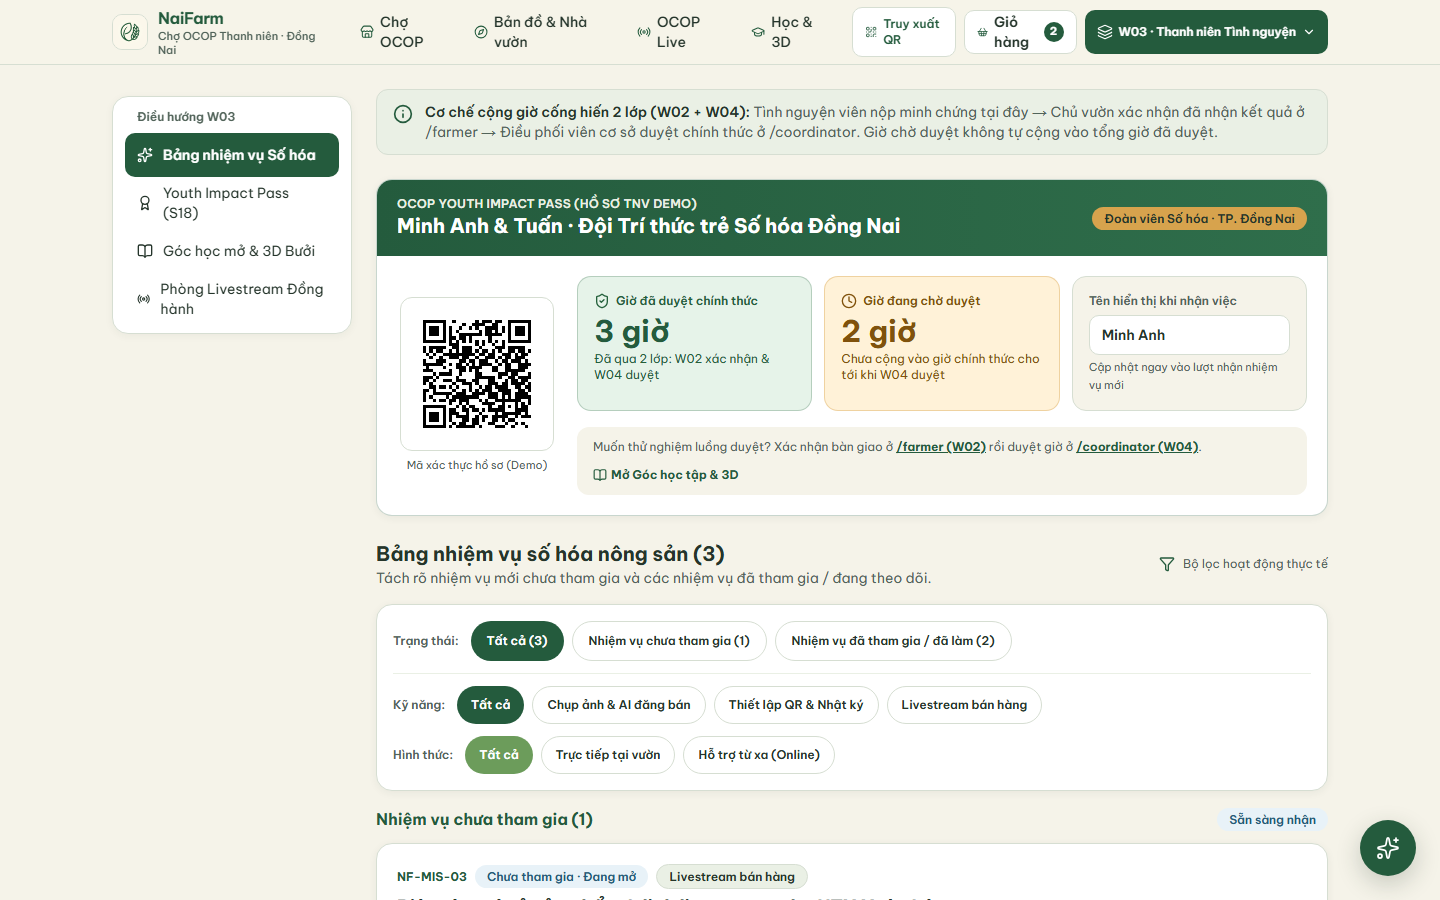 NaiFarm
Chợ OCOP Thanh niên · Đồng
Nai
Chợ
OCOP
Bản đồ & Nhà
vườn
OCOP
Live
Học &
3D
Truy xuất
QR
Giỏ
hàng
2
W03 · Thanh niên Tình nguyện
Điều hướng W03
Bảng nhiệm vụ Số hóa
Youth Impact Pass
(S18)
Góc học mở & 3D Bưởi
Phòng Livestream Đồng
hành
Cơ chế cộng giờ cống hiến 2 lớp (W02 + W04): Tình nguyện viên nộp minh chứng tại đây → Chủ vườn xác nhận đã nhận kết quả ở
/farmer → Điều phối viên cơ sở duyệt chính thức ở /coordinator. Giờ chờ duyệt không tự cộng vào tổng giờ đã duyệt.
OCOP YOUTH IMPACT PASS (HỒ SƠ TNV DEMO)
Minh Anh & Tuấn · Đội Trí thức trẻ Số hóa Đồng Nai
Đoàn viên Số hóa · TP. Đồng Nai
Mã xác thực hồ sơ (Demo)
Giờ đã duyệt chính thức
3 giờ
Đã qua 2 lớp: W02 xác nhận &
W04 duyệt
Giờ đang chờ duyệt
2 giờ
Chưa cộng vào giờ chính thức cho
tới khi W04 duyệt
Tên hiển thị khi nhận việc
Minh Anh
Cập nhật ngay vào lượt nhận nhiệm
vụ mới
Muốn thử nghiệm luồng duyệt? Xác nhận bàn giao ở /farmer (W02) rồi duyệt giờ ở /coordinator (W04).
Mở Góc học tập & 3D
Bảng nhiệm vụ số hóa nông sản (3)
Tách rõ nhiệm vụ mới chưa tham gia và các nhiệm vụ đã tham gia / đang theo dõi.
Bộ lọc hoạt động thực tế
Trạng thái:
Tất cả (3)
Nhiệm vụ chưa tham gia (1)
Nhiệm vụ đã tham gia / đã làm (2)
Kỹ năng:
Tất cả
Chụp ảnh & AI đăng bán
Thiết lập QR & Nhật ký
Livestream bán hàng
Hình thức:
Tất cả
Trực tiếp tại vườn
Hỗ trợ từ xa (Online)
Nhiệm vụ chưa tham gia (1)
Sẵn sàng nhận
NF-MIS-03
Chưa tham gia · Đang mở
Livestream bán hàng